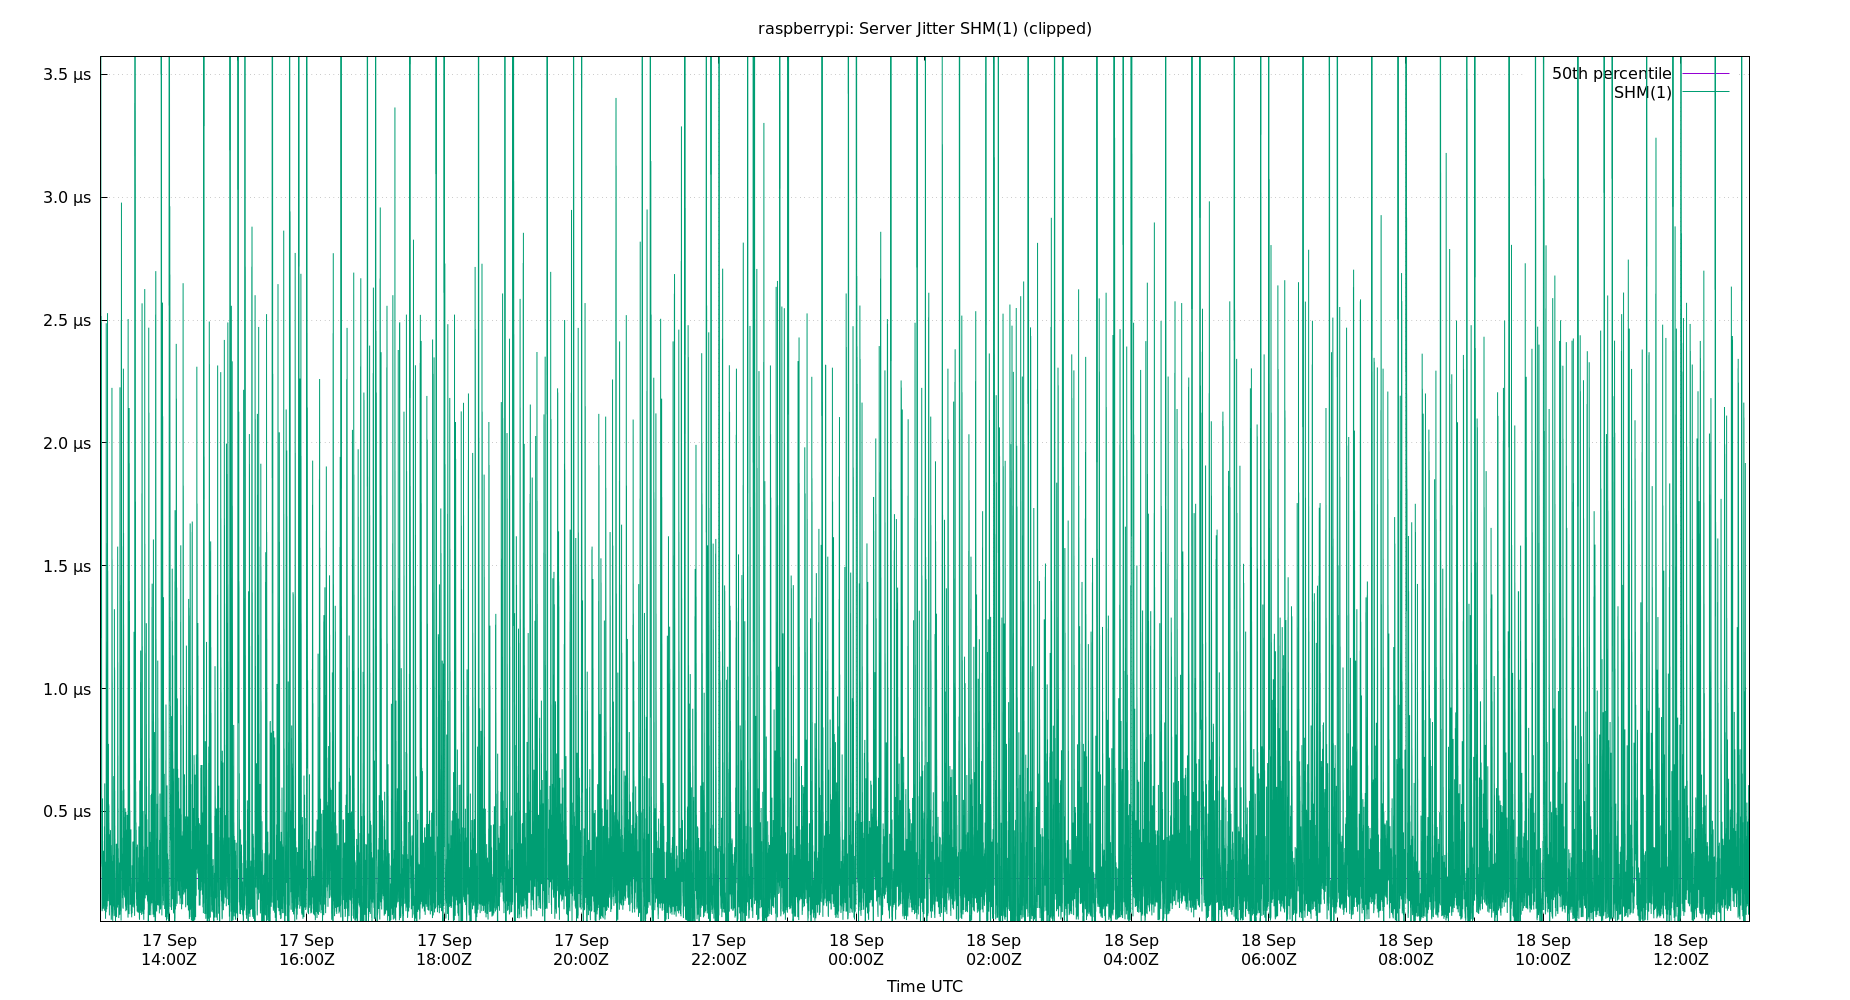 raspberrypi: Server Jitter SHM(1) (clipped)
50th percentile
SHM(1)
3.5 µs
3.0 µs
2.5 µs
2.0 µs
1.5 µs
1.0 µs
0.5 µs
17 Sep 17 Sep 17 Sep 17 Sep 17 Sep 18 Sep 18 Sep 18 Sep 18 Sep 18 Sep 18 Sep 18 Sep
14:00Z 16:00Z 18:00Z 20:00Z 22:00Z 00:00Z 02:00Z 04:00Z 06:00Z 08:00Z 10:00Z 12:00Z
Time UTC